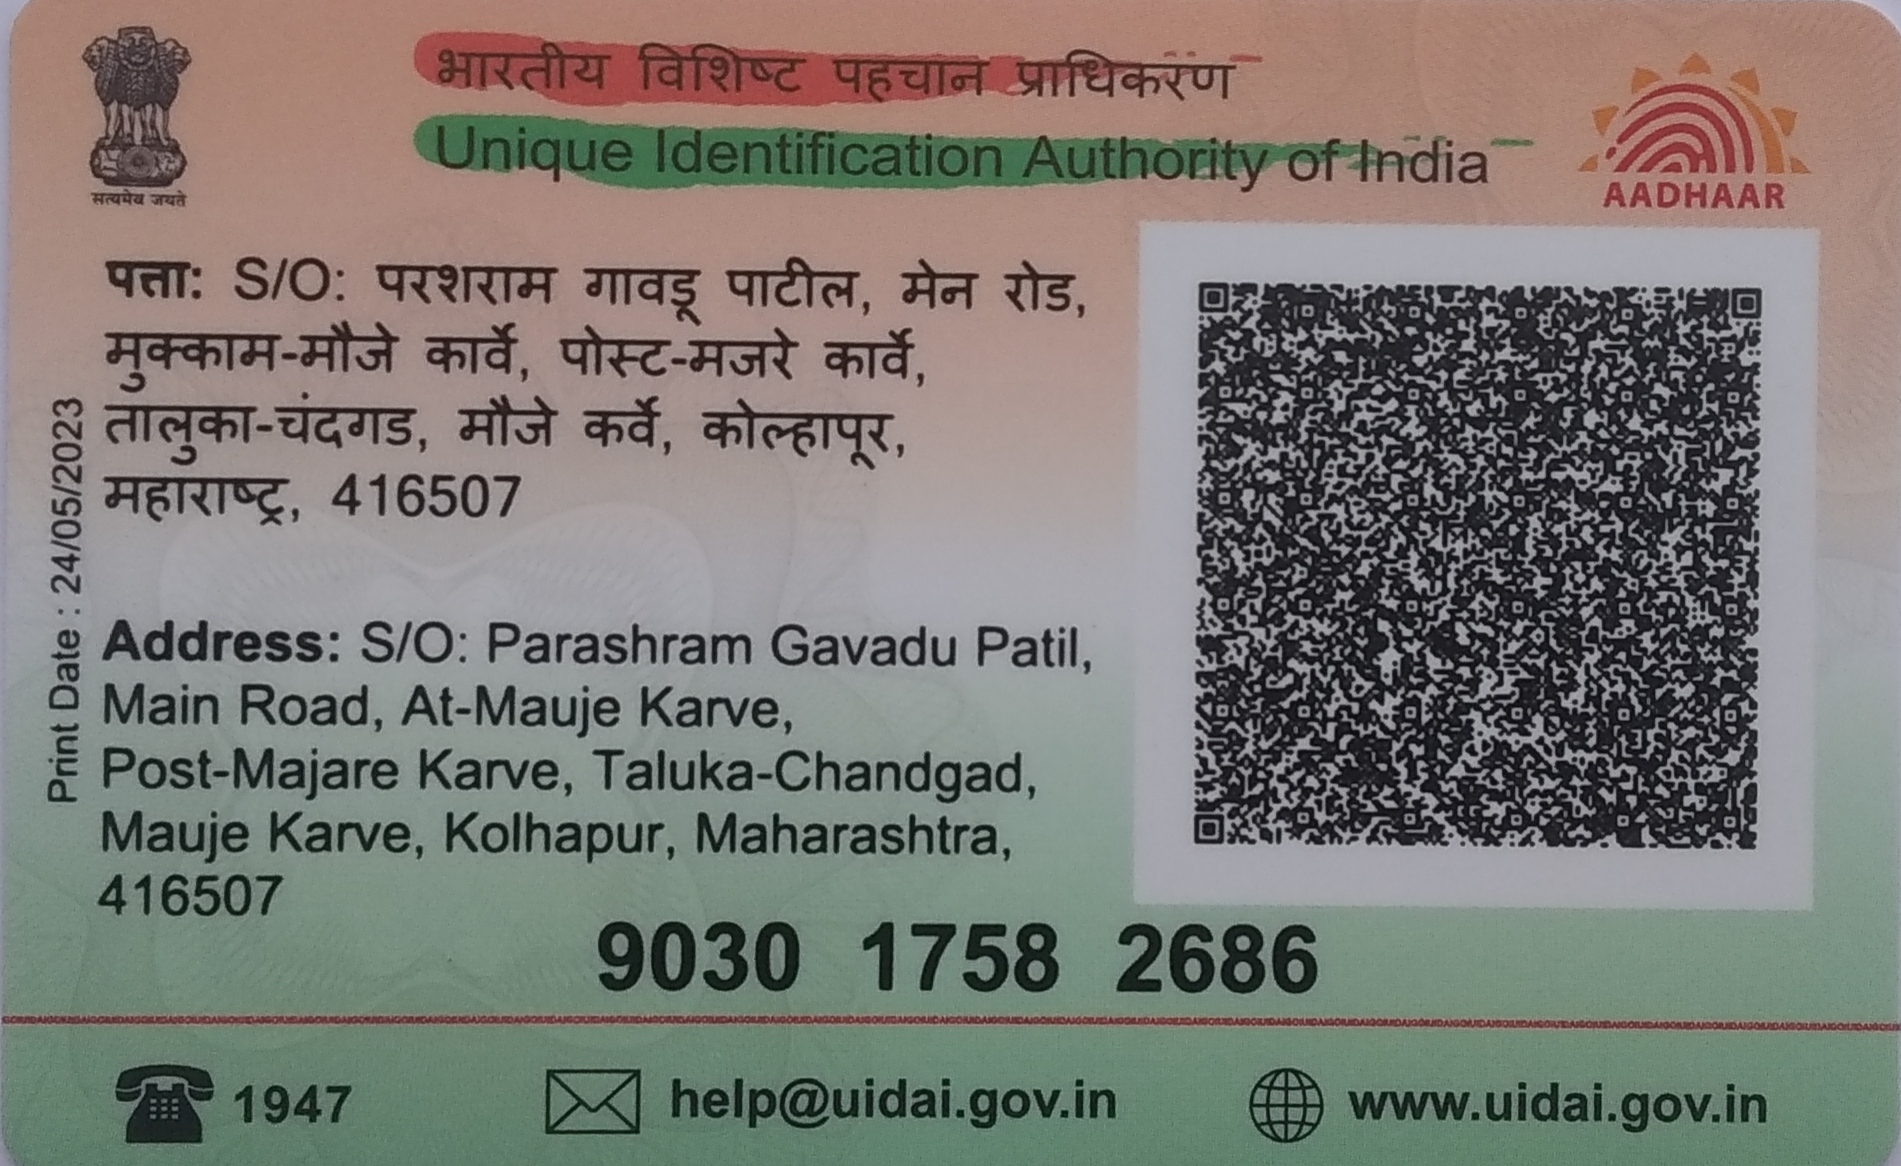 भारतीय विशिष्ट पहचान प्राधिकरण
Unique Identification Authority of India
सत्यमेव जयते
AADHAAR
पत्ता: S/O: परशराम गावडू पाटील, मेन रोड,
मुक्काम-मौजे कार्वे, पोस्ट-मजरे कार्वे,
तालुका-चंदगड, मौजे कर्वे, कोल्हापूर,
महाराष्ट्र, 416507
Print Date : 24/05/2023
Address: S/O: Parashram Gavadu Patil,
Main Road, At-Mauje Karve,
Post-Majare Karve, Taluka-Chandgad,
Mauje Karve, Kolhapur, Maharashtra,
416507
9030 1758 2686
1947
help@uidai.gov.in
www.uidai.gov.in